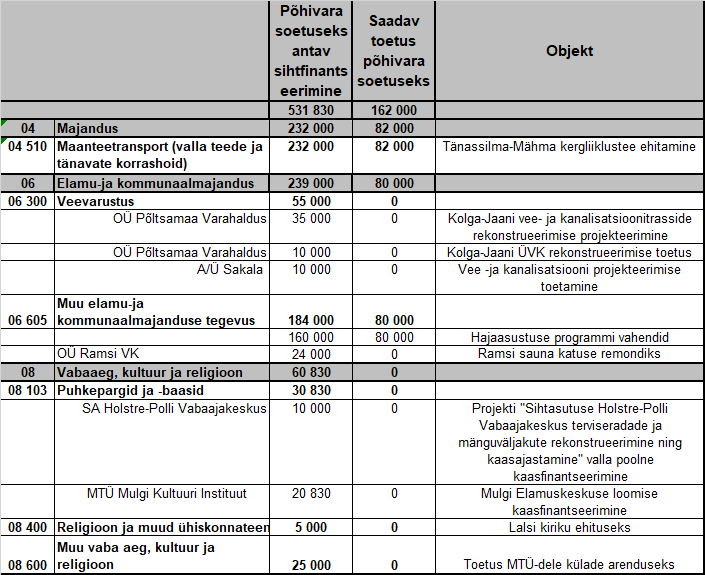 Põhivara soetuseks antav sihtfinants eerimine Saadav toetus põhivara soetuseks Objekt
531 830 162 000
04 Majandus 232 000 82 000
04 510 Maanteetransport (valla teede ja tänavate korrashoid) 232 000 82 000 Tänassilma-Mähma kergliiklustee ehitamine
06 Elamu-ja kommunaalmajandus 239 000 80 000
06 300 Veevarustus 55 000 0
OÜ Põltsamaa Varahaldus 35 000 0 Kolga-Jaani vee- ja kanalisatsioonitrasside rekonstrueerimise projekteerimine
OÜ Põltsamaa Varahaldus 10 000 0 Kolga-Jaani ÜVK rekonstrueerimise toetus
A/Ü Sakala 10 000 0 Vee -ja kanalisatsiooni projekteerimise toetamine
06 605 Muu elamu-ja kommunaalmajanduse tegevus 184 000 80 000
160 000 80 000 Hajaasustuse programmi vahendid
OÜ Ramsi VK 24 000 0 Ramsi sauna katuse remondiks
08 Vabaaeg, kultuur ja religioon 60 830 0
08 103 Puhkepargid ja -baasid 30 830 0
SA Holstre-Polli Vabaajakeskus 10 000 0 Projekti "Sihtasutuse Holstre-Polli Vabaajakeskus terviseradade ja mänguväljakute rekonstrueerimine ning kaasajastamine" valla poolne kaasfinantseerimine
MTÜ Mulgi Kultuuri Instituut 20 830 0 Mulgi Elamuskeskuse loomise kaasfinantseerimine
08 400 Religioon ja muud ühiskonnateen 5 000 0 Lalsi kiriku ehituseks
08 600 Muu vaba aeg, kultuur ja religioon 25 000 0 Toetus MTÜ-dele külade arenduseks